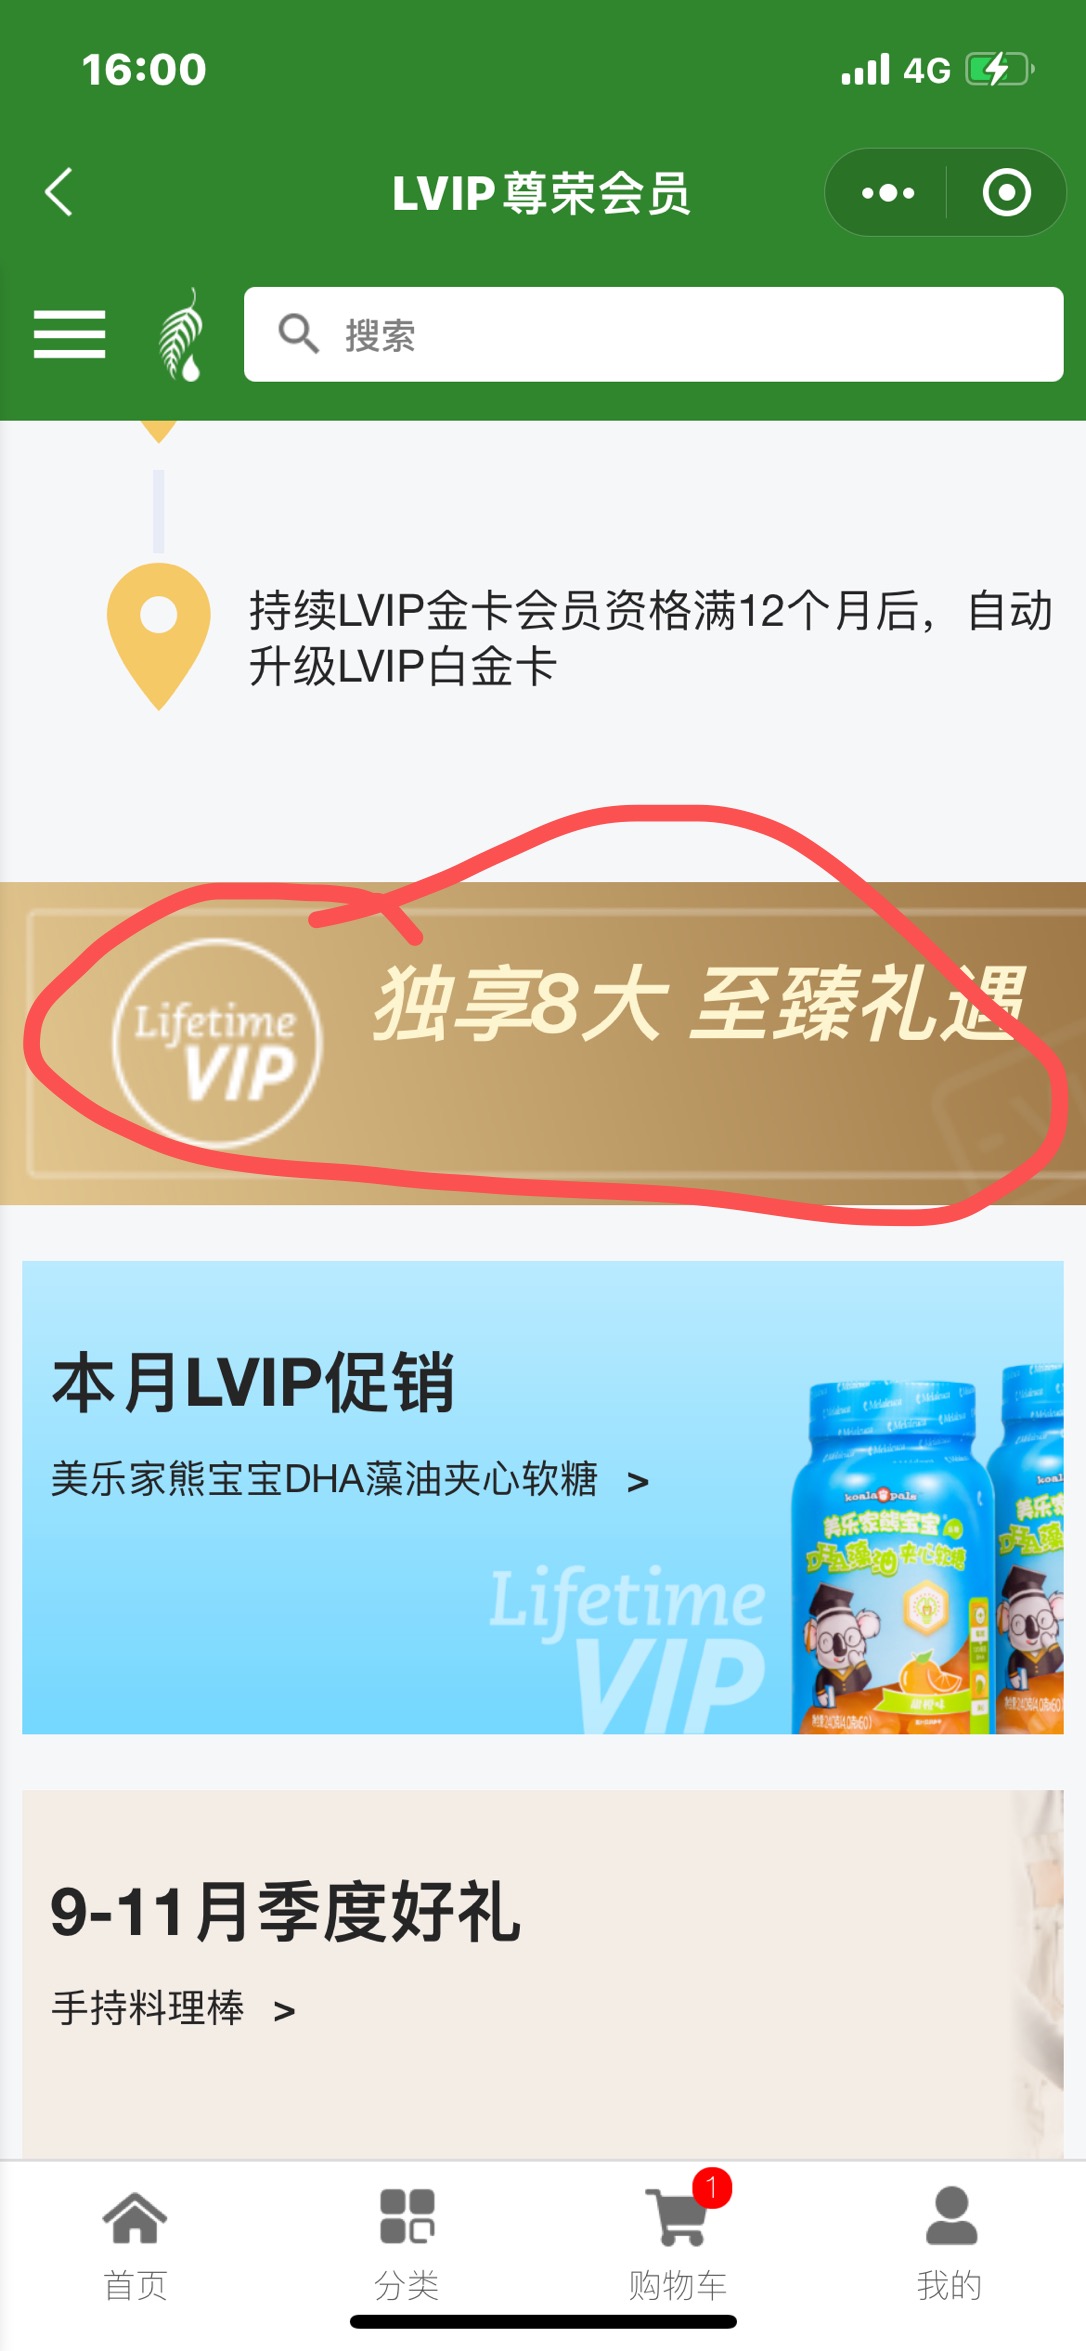 16:00
4G
LVIP尊荣会员
搜索
持续LVIP金卡会员资格满12个月后，自动
升级LVIP白金卡
Lifetime
VIP
独享8大 至臻礼遇
本月LVIP促销
美乐家熊宝宝DHA藻油夹心软糖 >
koala pals
美乐家熊宝宝
DHA藻油夹心软糖
甜橙味
Lifetime
VIP
9-11月季度好礼
手持料理棒 >
1
首页
分类
购物车
我的